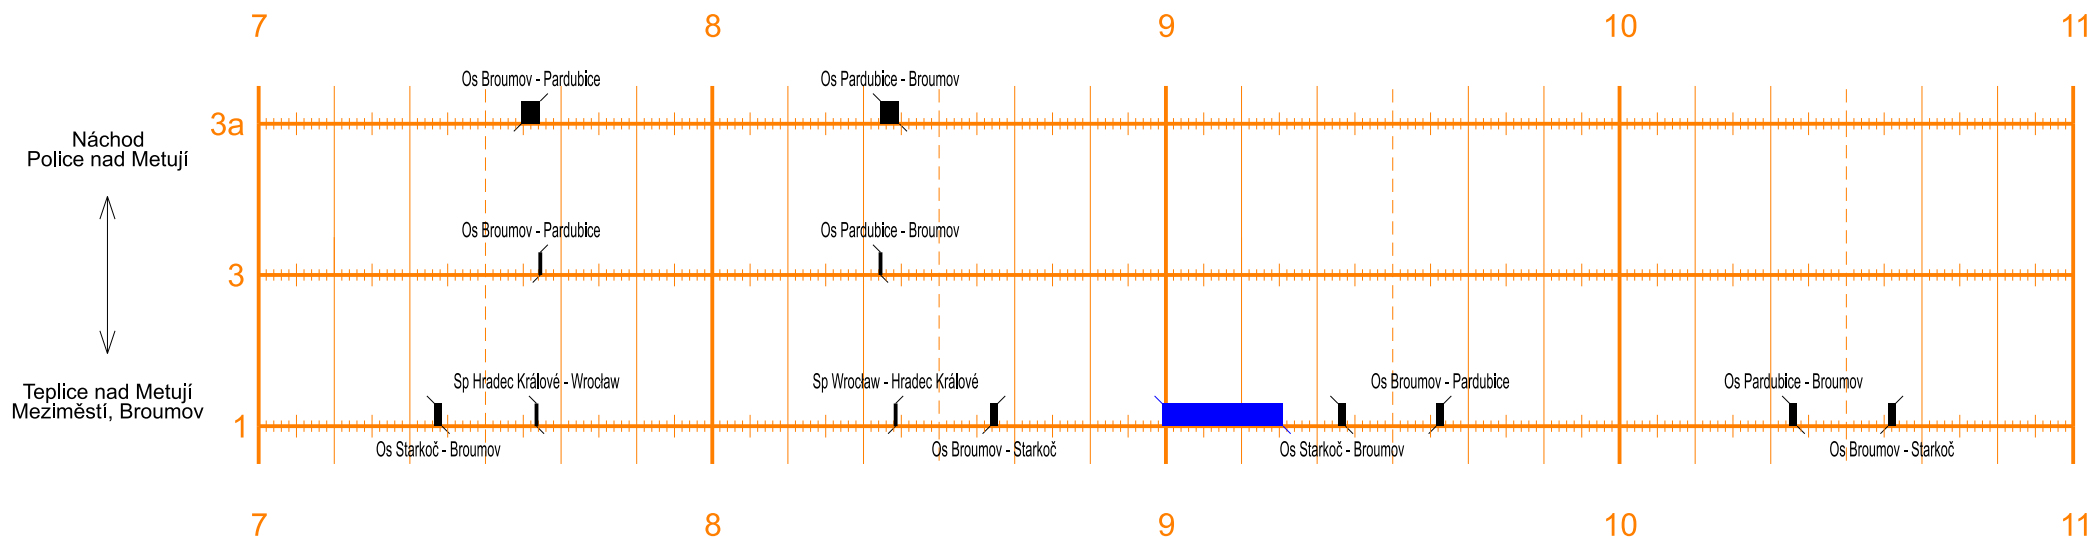 7 8 9 10 11
Os Broumov - Pardubice Os Pardubice - Broumov
3a
Náchod
Police nad Metují
Os Broumov - Pardubice Os Pardubice - Broumov
3
Sp Hradec Králové - Wrocław Sp Wrocław - Hradec Králové Os Broumov - Pardubice Os Pardubice - Broumov
Teplice nad Metují
Meziměstí, Broumov
1
Os Starkoč - Broumov Os Broumov - Starkoč Os Starkoč - Broumov Os Broumov - Starkoč
7 8 9 10 11